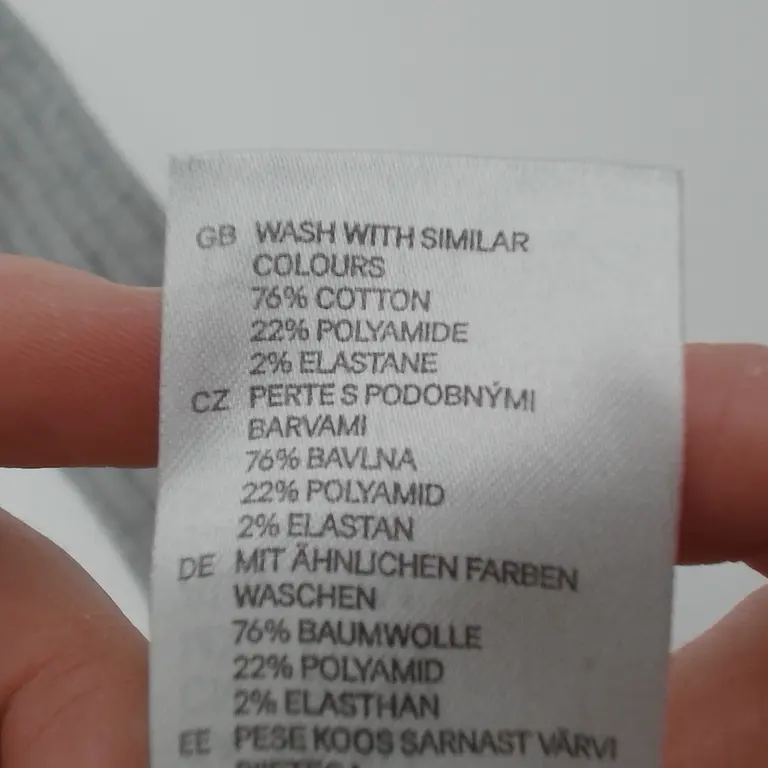 GB WASH WITH SIMILAR
COLOURS
76% COTTON
22% POLYAMIDE
2% ELASTANE
CZ PERTE S PODOBNÝMI
BARVAMI
76% BAVLNA
22% POLYAMID
2% ELASTAN
DE MIT ÄHNLICHEN FARBEN
WASCHEN
76% BAUMWOLLE
22% POLYAMID
2% ELASTHAN
EE PESE KOOS SARNAST VÄRVI